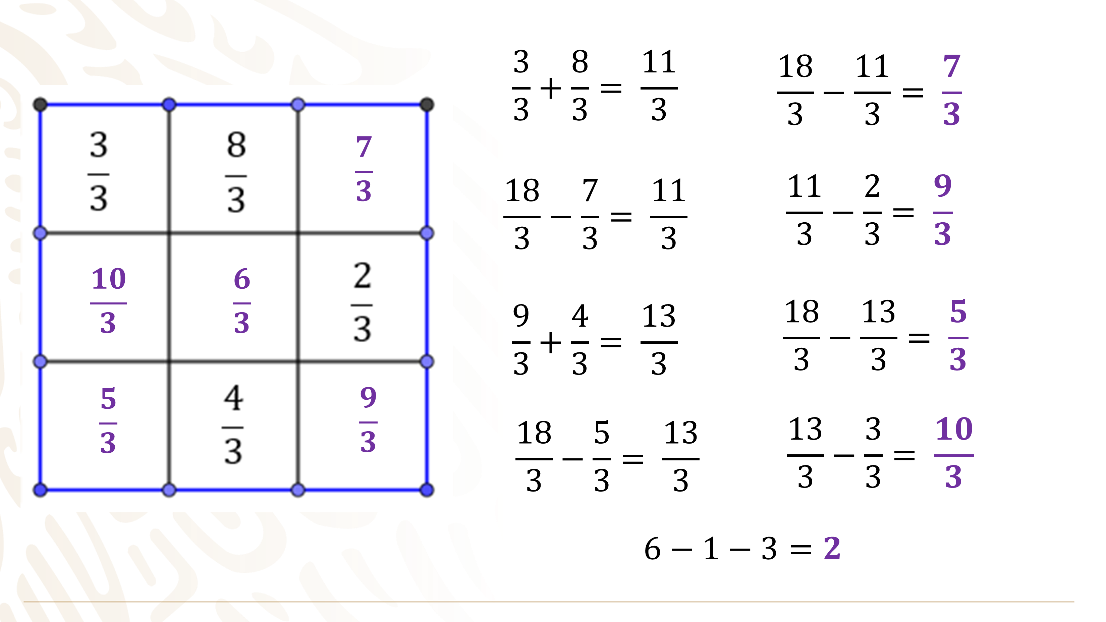 3/3 8/3 7/3
10/3 6/3 2/3
5/3 4/3 9/3
3/3 + 8/3 = 11/3
18/3 − 11/3 = 7/3
18/3 − 7/3 = 11/3
11/3 − 2/3 = 9/3
9/3 + 4/3 = 13/3
18/3 − 13/3 = 5/3
18/3 − 5/3 = 13/3
13/3 − 3/3 = 10/3
6 − 1 − 3 = 2